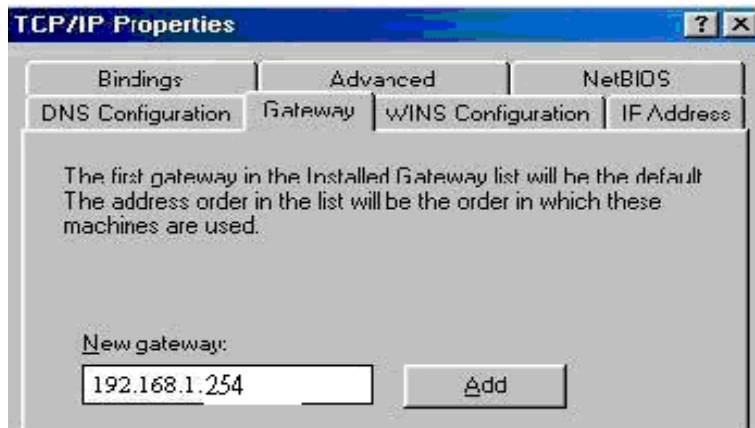 TCP/IP Properties
? ×
Bindings Advanced NetBIOS
DNS Configuration Gateway WINS Configuration IP Address
The first gateway in the Installed Gateway list will be the default.
The address order in the list will be the order in which these
machines are used.
New gateway:
192.168.1.254 Add